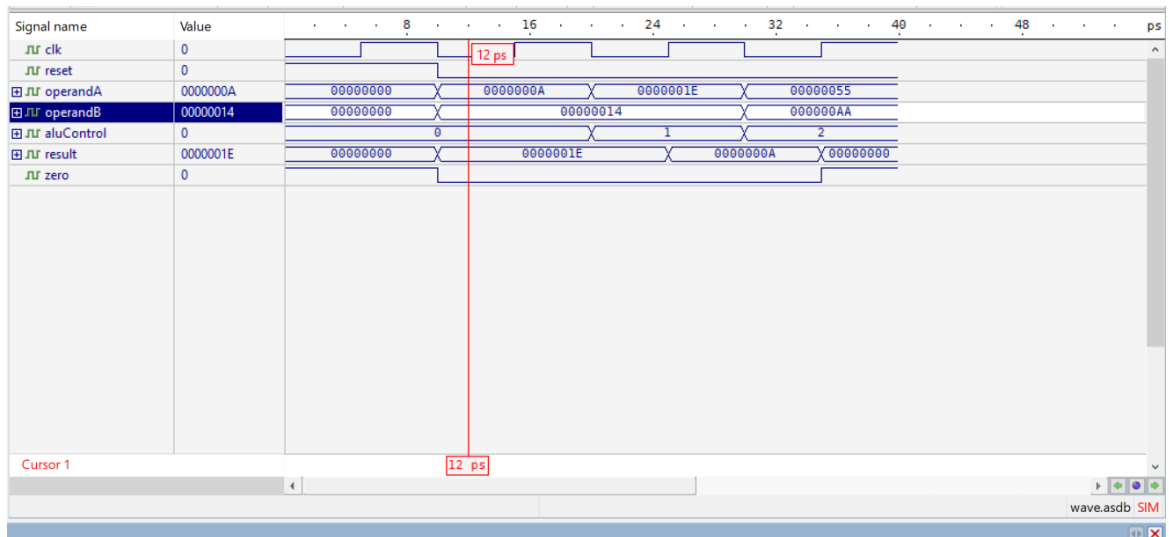 Signal name Value 8 16 24 32 40 48 ps
clk 0 12 ps
reset 0
operandA 0000000A 00000000 0000000A 0000001E 00000055
operandB 00000014 00000000 00000014 000000AA
aluControl 0 0 1 2
result 0000001E 00000000 0000001E 0000000A 00000000
zero 0
Cursor 1 12 ps
wave.asdb SIM